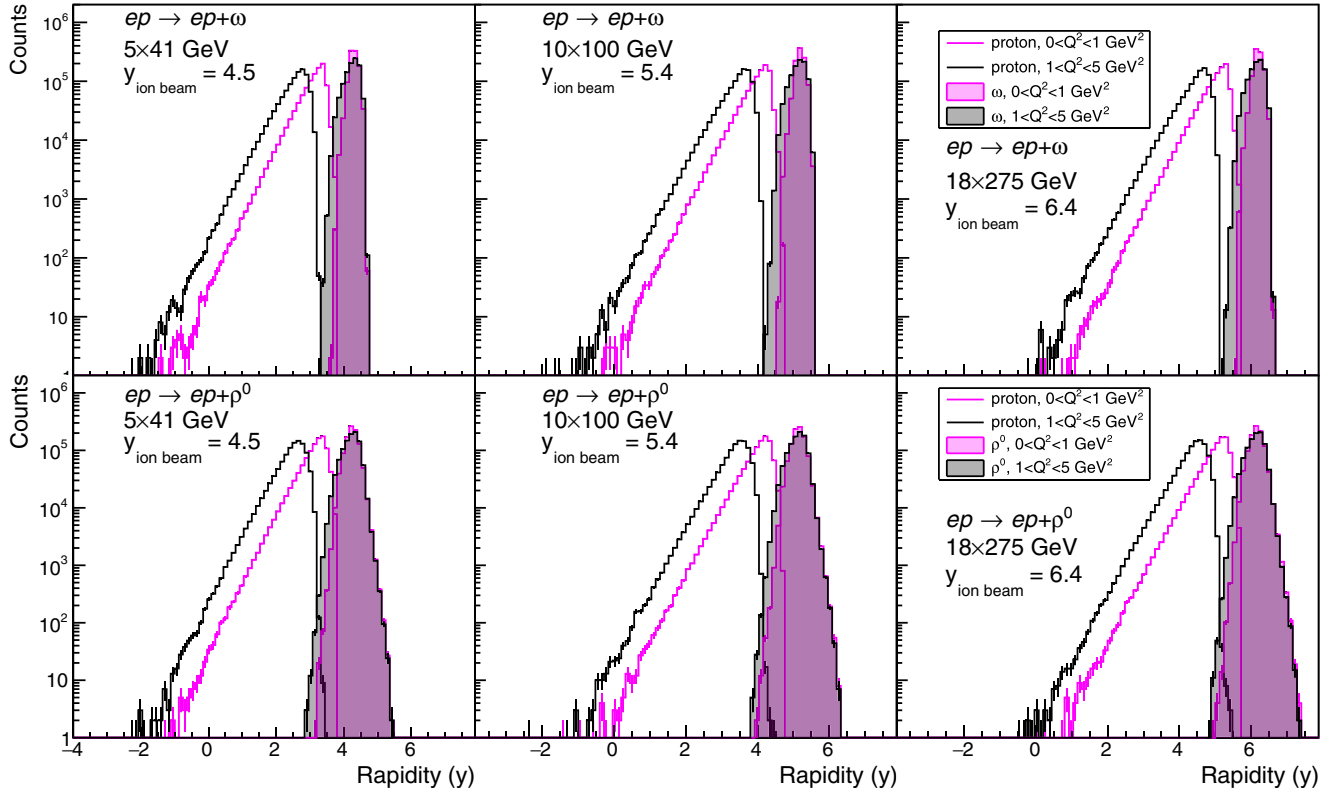 Counts
10⁶
10⁵
10⁴
10³
10²
10
1
ep → ep+ω
5×41 GeV
y ion beam = 4.5
ep → ep+ω
10×100 GeV
y ion beam = 5.4
proton, 0<Q²<1 GeV²
proton, 1<Q²<5 GeV²
ω, 0<Q²<1 GeV²
ω, 1<Q²<5 GeV²
ep → ep+ω
18×275 GeV
y ion beam = 6.4
Counts
10⁶
10⁵
10⁴
10³
10²
10
1
ep → ep+ρ⁰
5×41 GeV
y ion beam = 4.5
ep → ep+ρ⁰
10×100 GeV
y ion beam = 5.4
proton, 0<Q²<1 GeV²
proton, 1<Q²<5 GeV²
ρ⁰, 0<Q²<1 GeV²
ρ⁰, 1<Q²<5 GeV²
ep → ep+ρ⁰
18×275 GeV
y ion beam = 6.4
−4 −2 0 2 4 6
−2 0 2 4 6
−2 0 2 4 6
Rapidity (y)
Rapidity (y)
Rapidity (y)